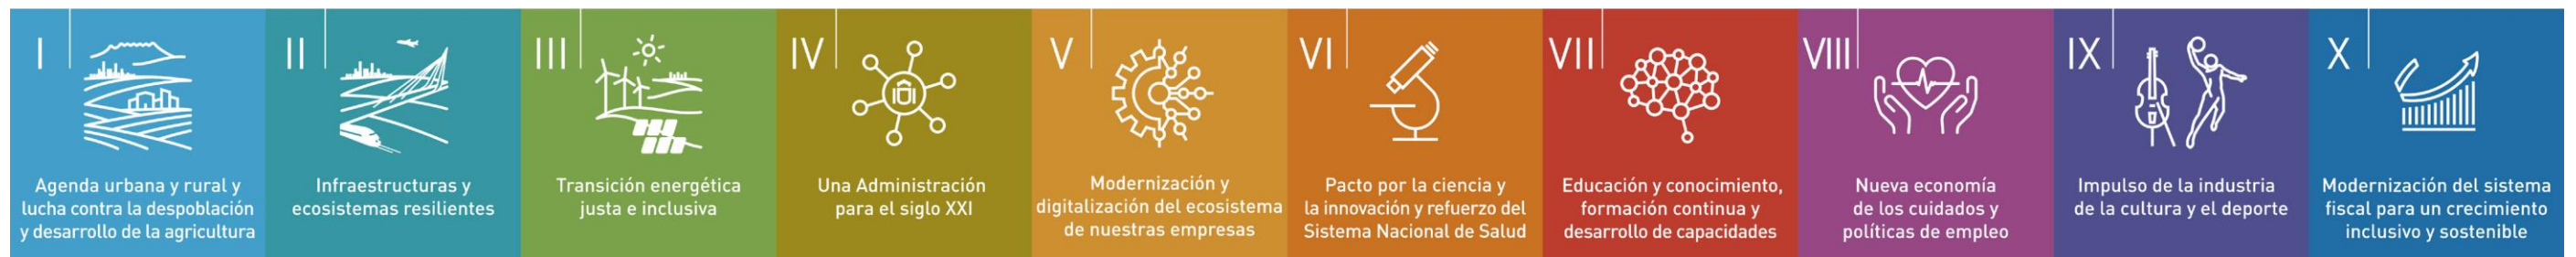 I
Agenda urbana y rural y
lucha contra la despoblación
y desarrollo de la agricultura
II
Infraestructuras y
ecosistemas resilientes
III
Transición energética
justa e inclusiva
IV
Una Administración
para el siglo XXI
V
Modernización y
digitalización del ecosistema
de nuestras empresas
VI
Pacto por la ciencia y
la innovación y refuerzo del
Sistema Nacional de Salud
VII
Educación y conocimiento,
formación continua y
desarrollo de capacidades
VIII
Nueva economía
de los cuidados y
políticas de empleo
IX
Impulso de la industria
de la cultura y el deporte
X
Modernización del sistema
fiscal para un crecimiento
inclusivo y sostenible